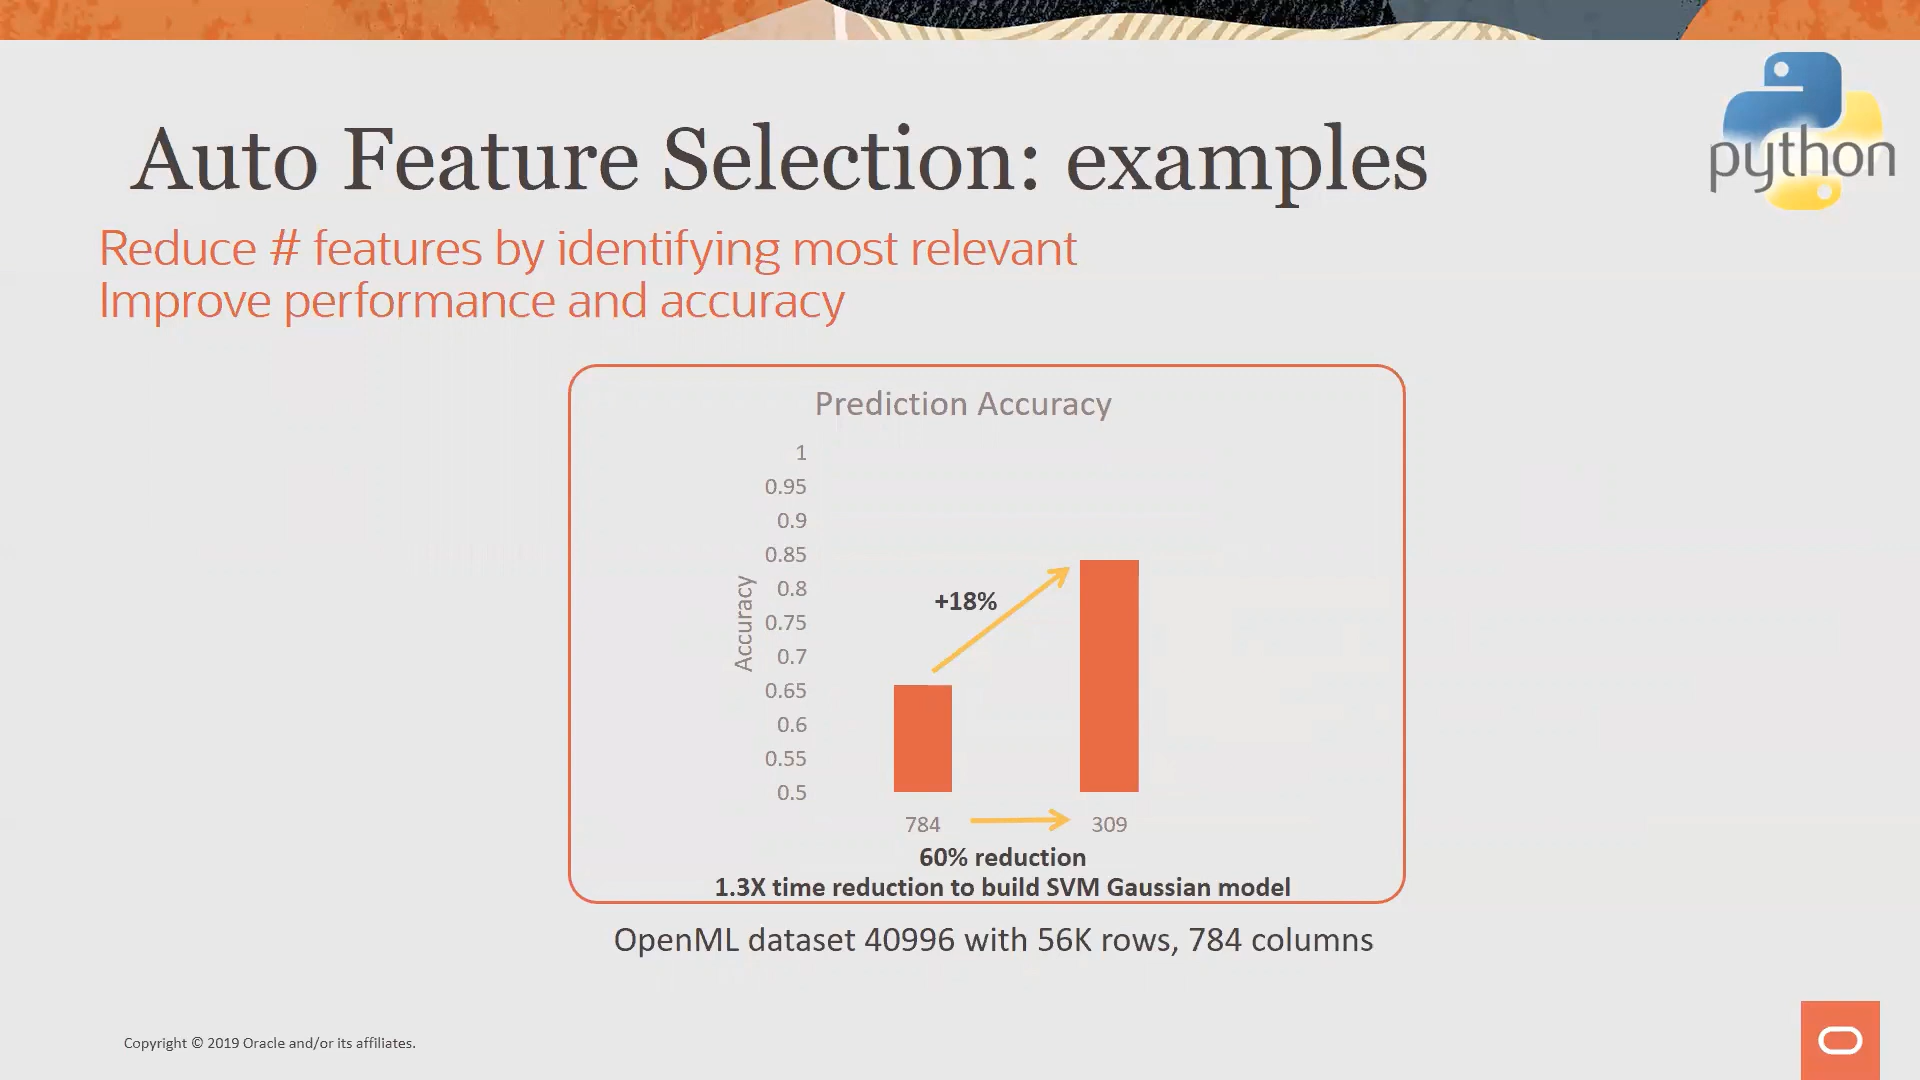 python
Auto Feature Selection: examples
Reduce # features by identifying most relevant
Improve performance and accuracy
Prediction Accuracy
1
0.95
0.9
0.85
0.8
0.75
0.7
0.65
0.6
0.55
0.5
Accuracy
+18%
784
309
60% reduction
1.3X time reduction to build SVM Gaussian model
OpenML dataset 40996 with 56K rows, 784 columns
Copyright © 2019 Oracle and/or its affiliates.